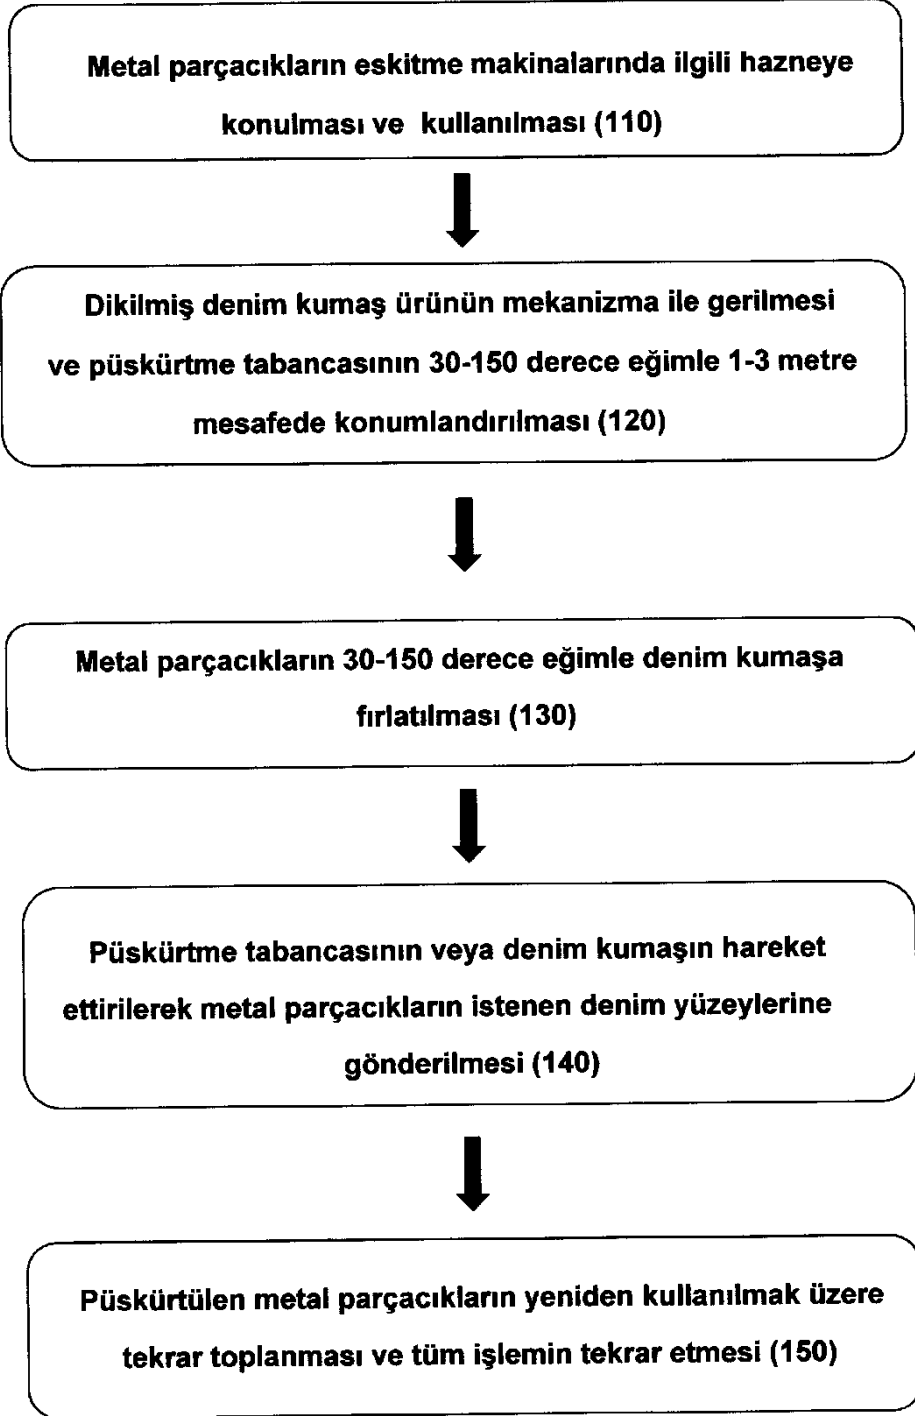 Metal parçacıkların eskitme makinalarında ilgili hazneye
konulması ve kullanılması (110)
Dikilmiş denim kumaş ürünün mekanizma ile gerilmesi
ve püskürtme tabancasının 30-150 derece eğimle 1-3 metre
mesafede konumlandırılması (120)
Metal parçacıkların 30-150 derece eğimle denim kumaşa
fırlatılması (130)
Püskürtme tabancasının veya denim kumaşın hareket
ettirilerek metal parçacıkların istenen denim yüzeylerine
gönderilmesi (140)
Püskürtülen metal parçacıkların yeniden kullanılmak üzere
tekrar toplanması ve tüm işlemin tekrar etmesi (150)